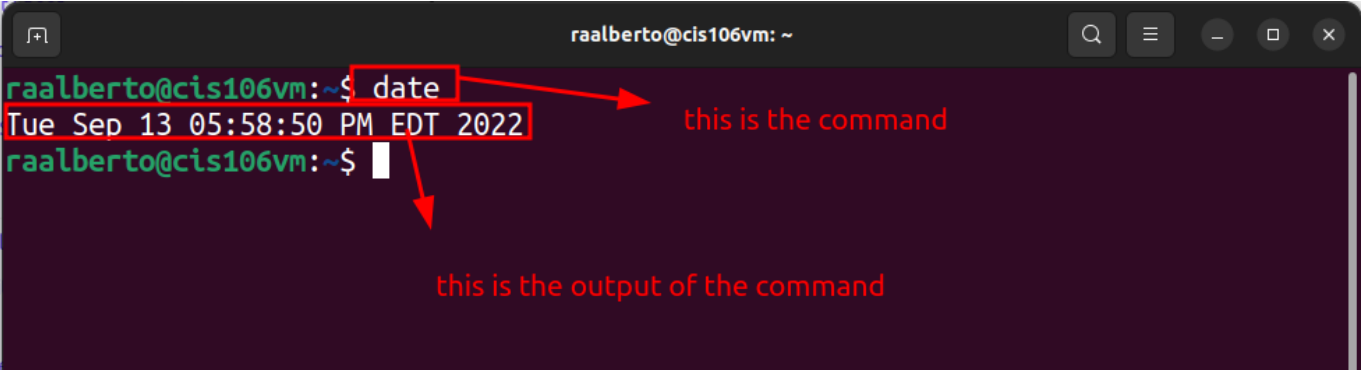 raalberto@cis106vm: ~
raalberto@cis106vm:~$ date
this is the command
Tue Sep 13 05:58:50 PM EDT 2022
raalberto@cis106vm:~$
this is the output of the command